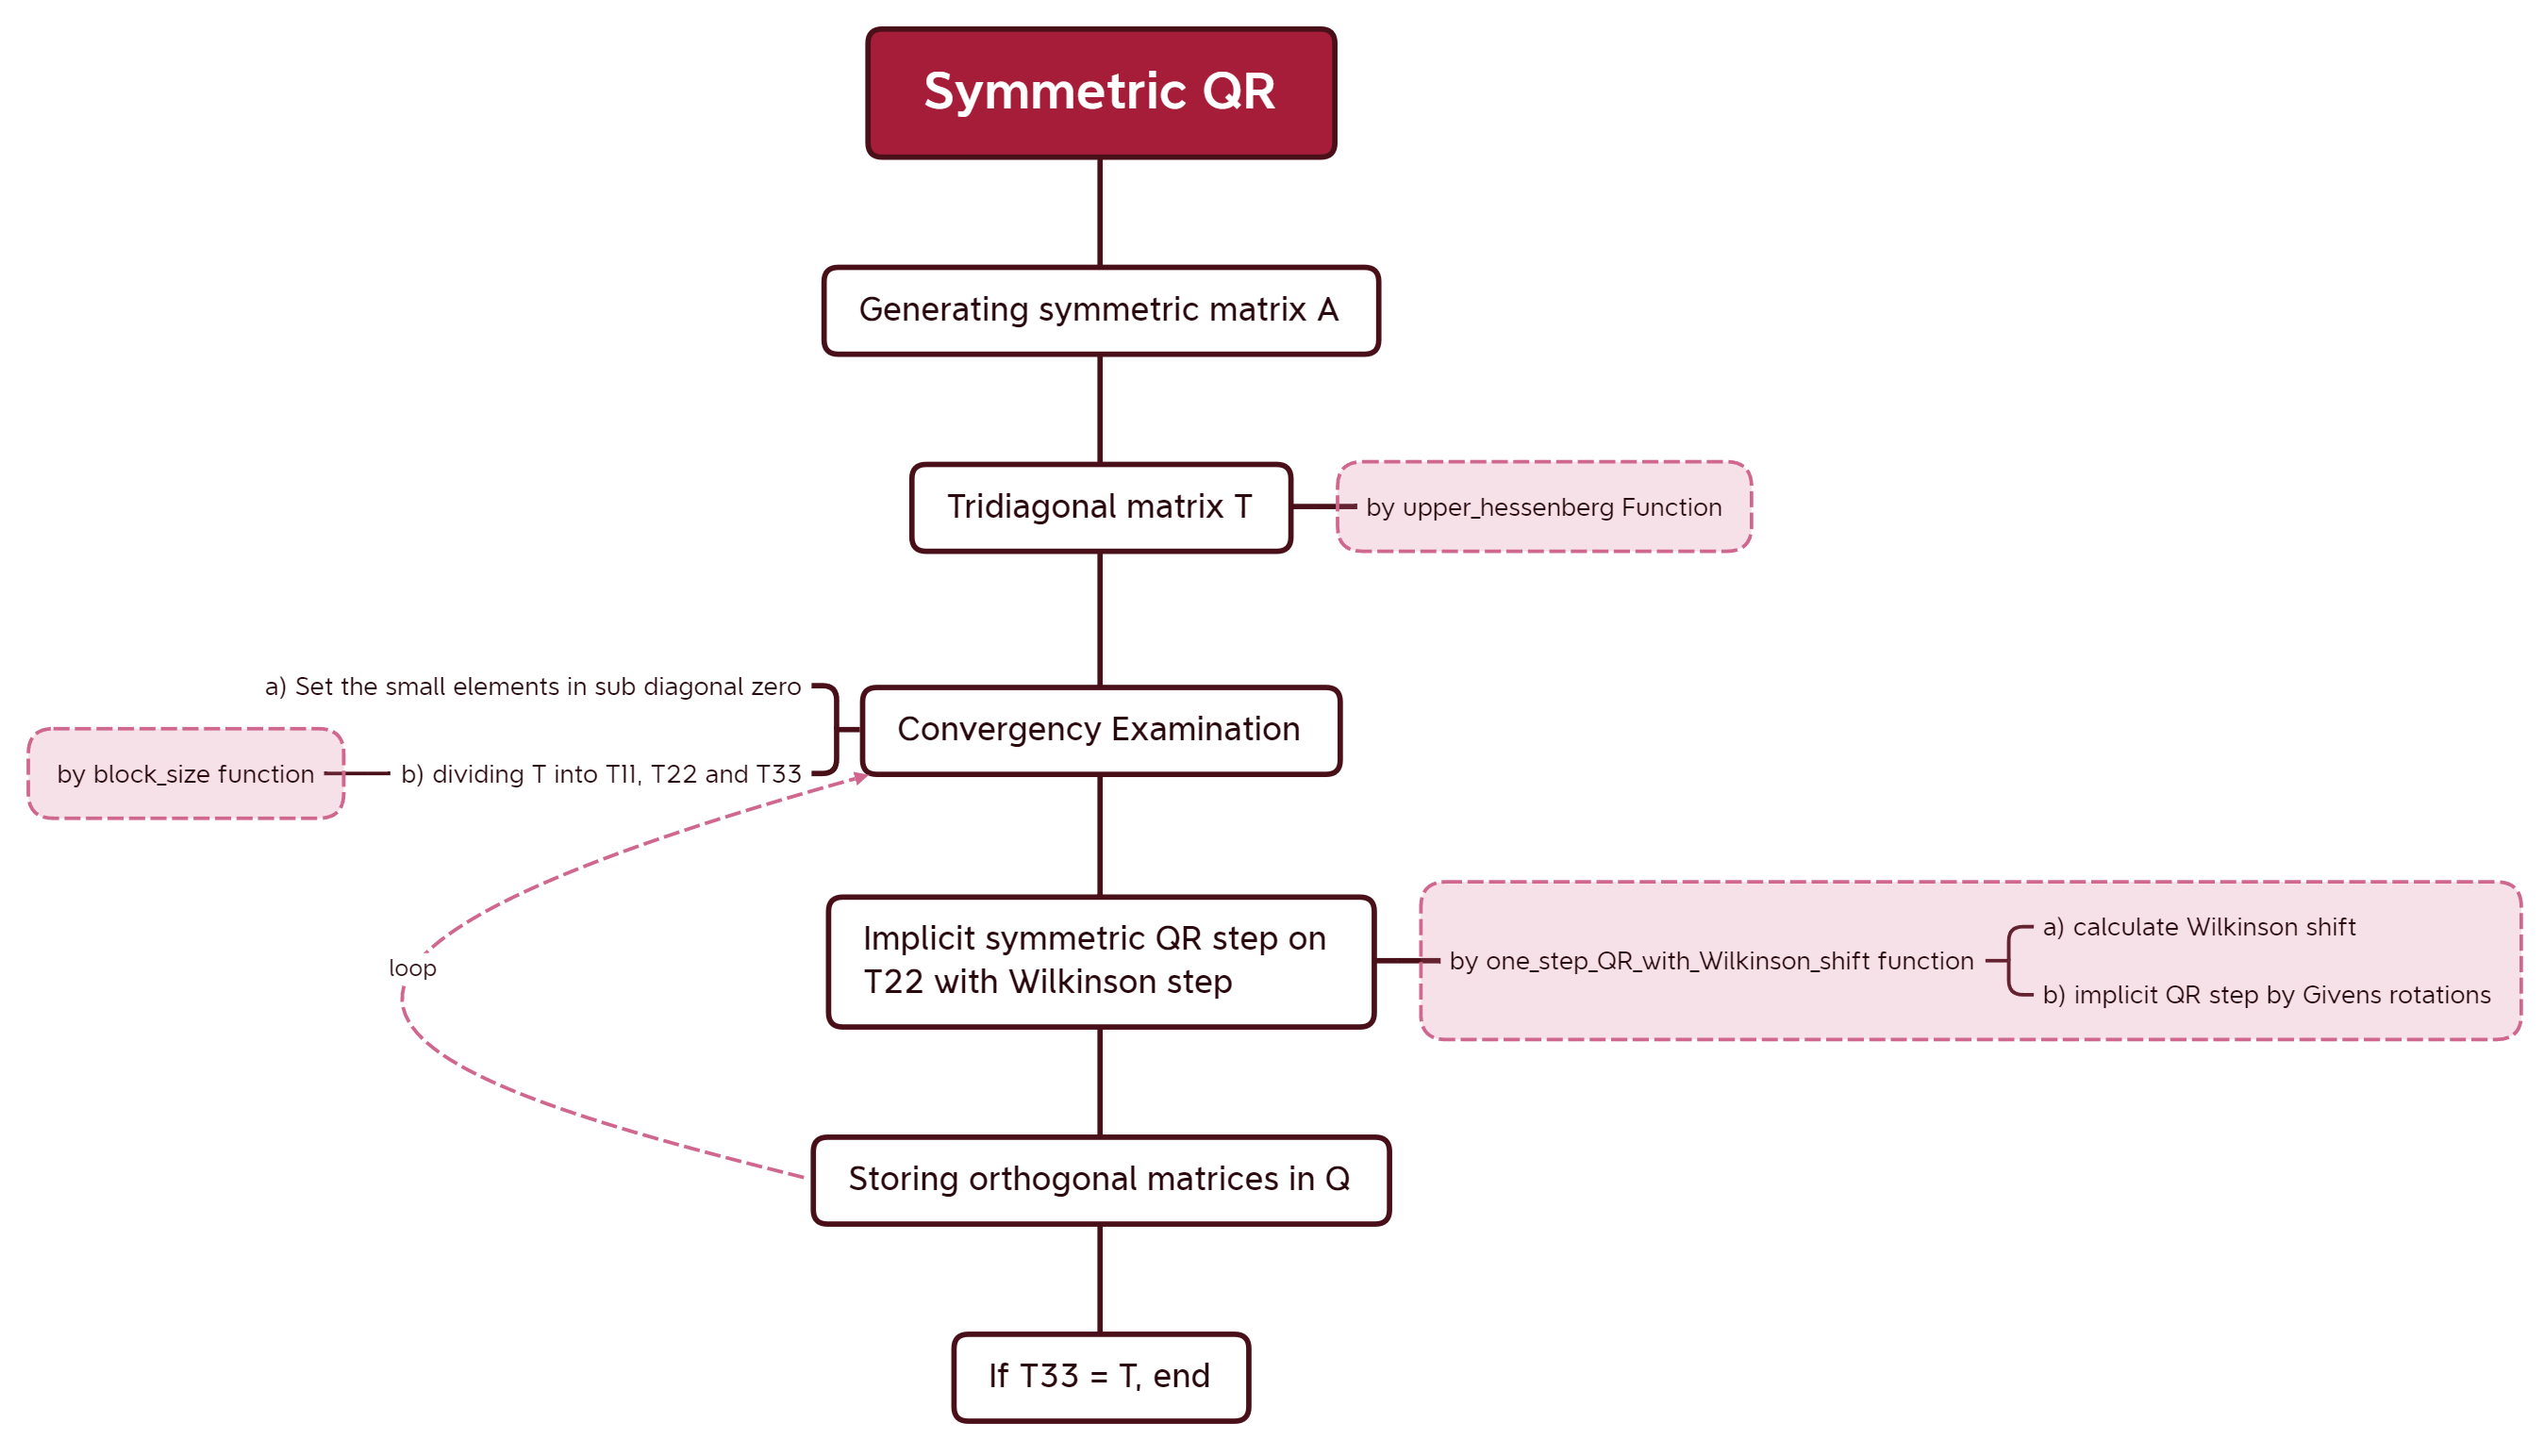 Symmetric QR
Generating symmetric matrix A
Tridiagonal matrix T
by upper_hessenberg Function
a) Set the small elements in sub diagonal zero
Convergency Examination
by block_size function
b) dividing T into T11, T22 and T33
Implicit symmetric QR step on
T22 with Wilkinson step
by one_step_QR_with_Wilkinson_shift function
a) calculate Wilkinson shift
b) implicit QR step by Givens rotations
loop
Storing orthogonal matrices in Q
If T33 = T, end